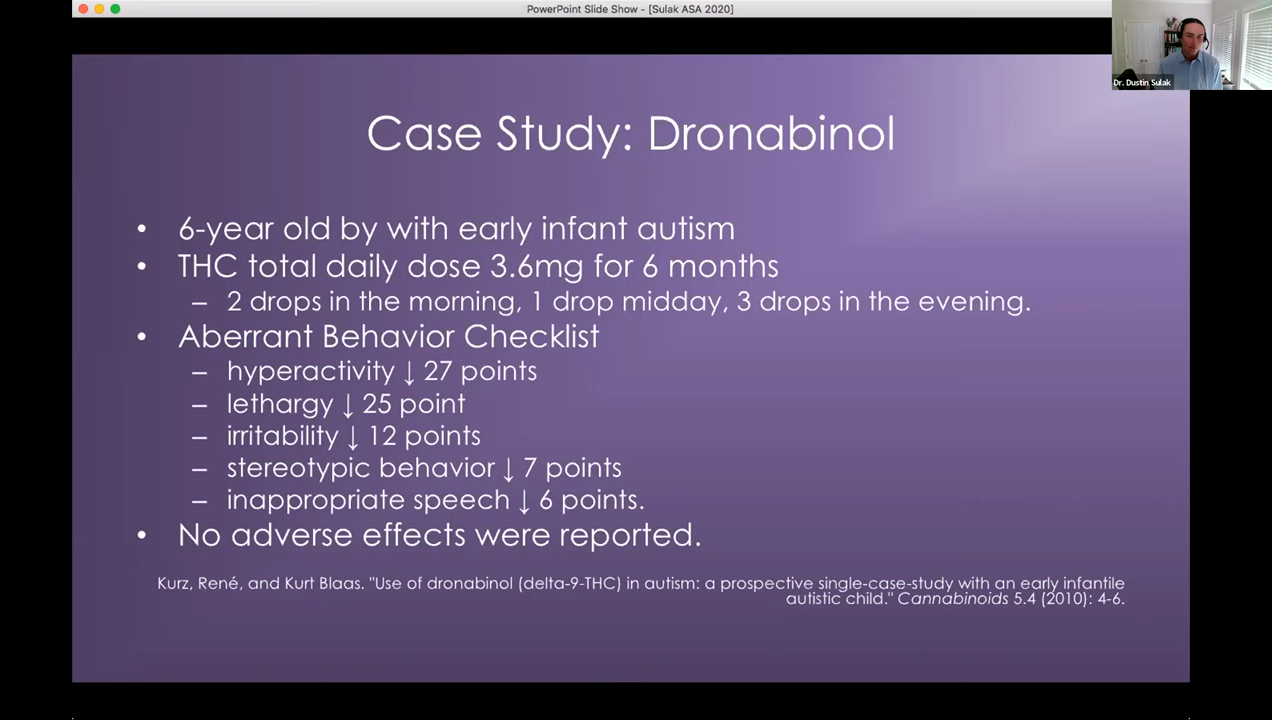 PowerPoint Slide Show - [Sulak ASA 2020]
Dr. Dustin Sulak
Case Study: Dronabinol
• 6-year old by with early infant autism
• THC total daily dose 3.6mg for 6 months
– 2 drops in the morning, 1 drop midday, 3 drops in the evening.
• Aberrant Behavior Checklist
– hyperactivity ↓ 27 points
– lethargy ↓ 25 point
– irritability ↓ 12 points
– stereotypic behavior ↓ 7 points
– inappropriate speech ↓ 6 points.
• No adverse effects were reported.
Kurz, René, and Kurt Blaas. "Use of dronabinol (delta-9-THC) in autism: a prospective single-case-study with an early infantile
autistic child." Cannabinoids 5.4 (2010): 4-6.